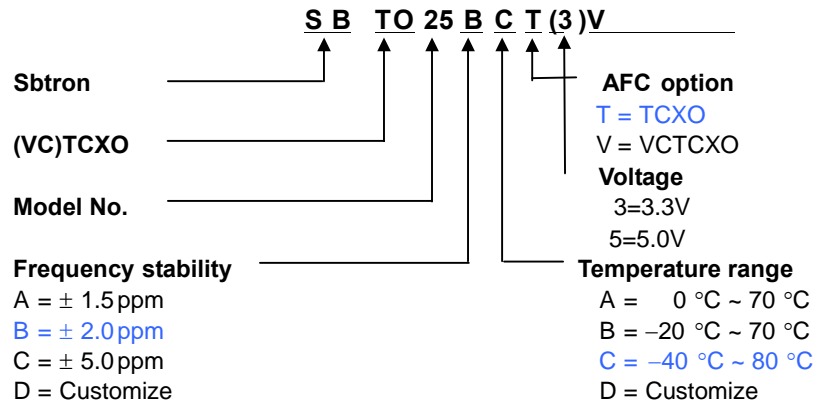 S B TO 25 B C T (3 )V
Sbtron
(VC)TCXO
Model No.
Frequency stability
A = ± 1.5 ppm
B = ± 2.0 ppm
C = ± 5.0 ppm
D = Customize
AFC option
T = TCXO
V = VCTCXO
Voltage
3=3.3V
5=5.0V
Temperature range
A = 0 °C ~ 70 °C
B = −20 °C ~ 70 °C
C = −40 °C ~ 80 °C
D = Customize